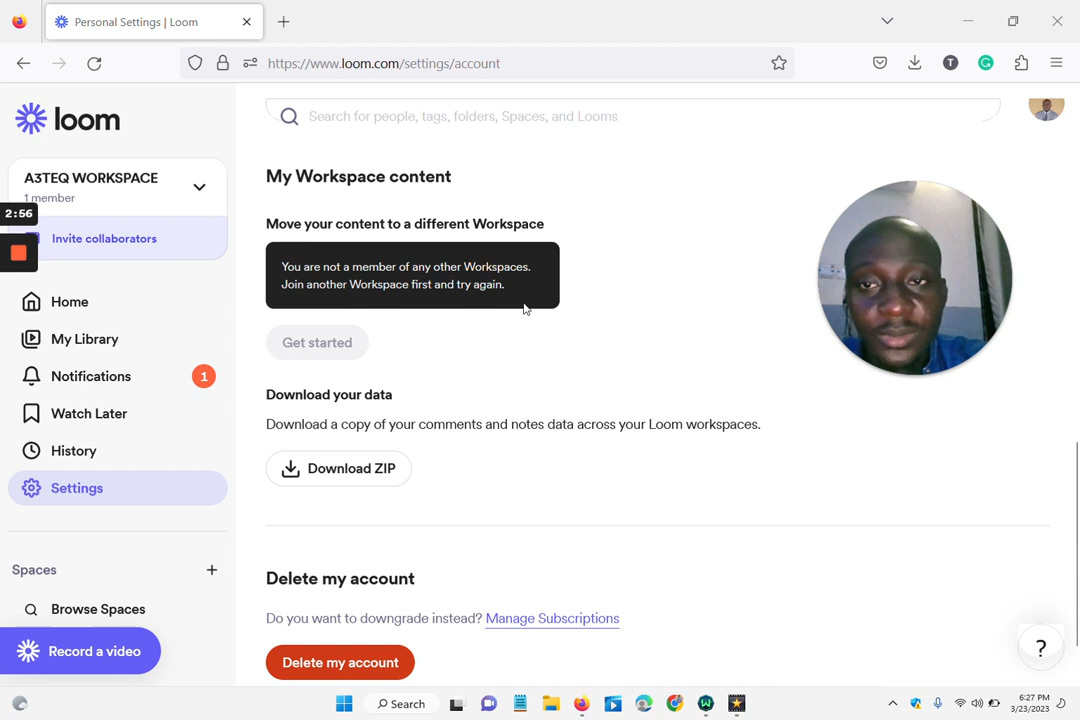 Personal Settings | Loom
https://www.loom.com/settings/account
T
loom
Search for people, tags, folders, Spaces, and Looms
A3TEQ WORKSPACE
1 member
2:56
Invite collaborators
Home
My Library
Notifications
1
Watch Later
History
Settings
Spaces
Browse Spaces
Record a video
My Workspace content
Move your content to a different Workspace
You are not a member of any other Workspaces.
Join another Workspace first and try again.
Get started
Download your data
Download a copy of your comments and notes data across your Loom workspaces.
Download ZIP
Delete my account
Do you want to downgrade instead? Manage Subscriptions
Delete my account
?
Search
6:27 PM
3/23/2023